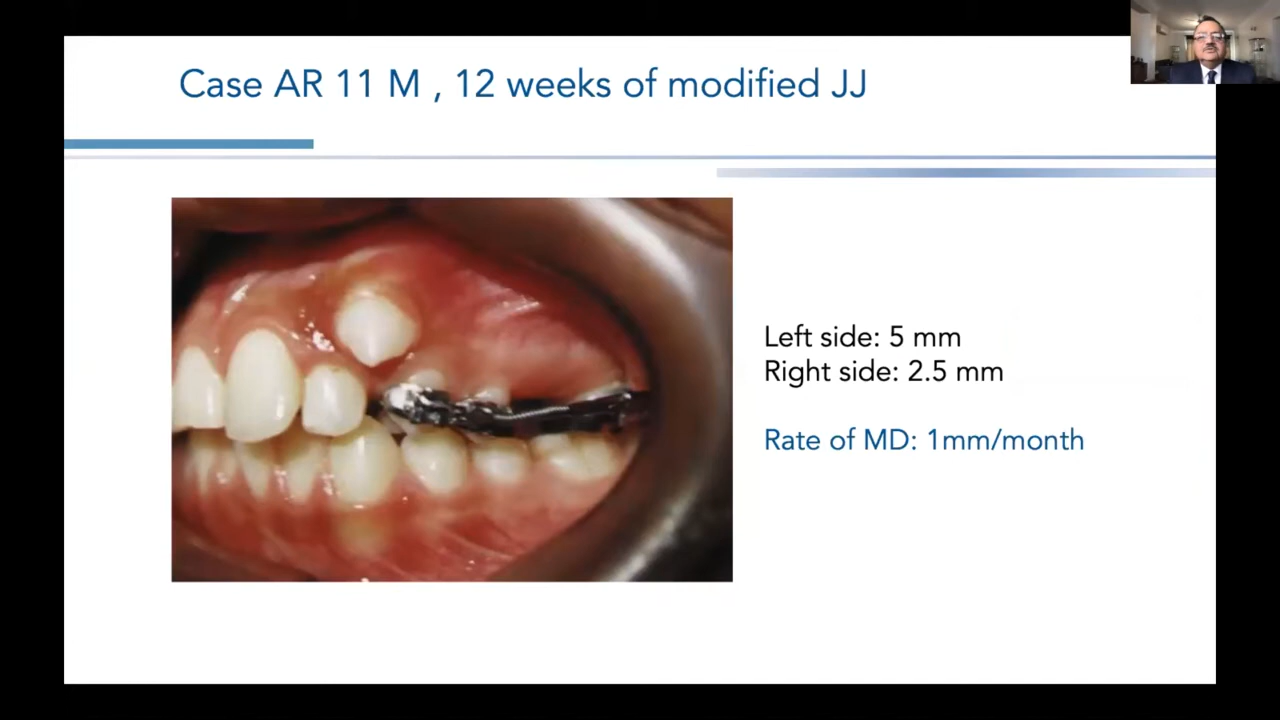 Case AR 11 M , 12 weeks of modified JJ
Left side: 5 mm
Right side: 2.5 mm
Rate of MD: 1mm/month